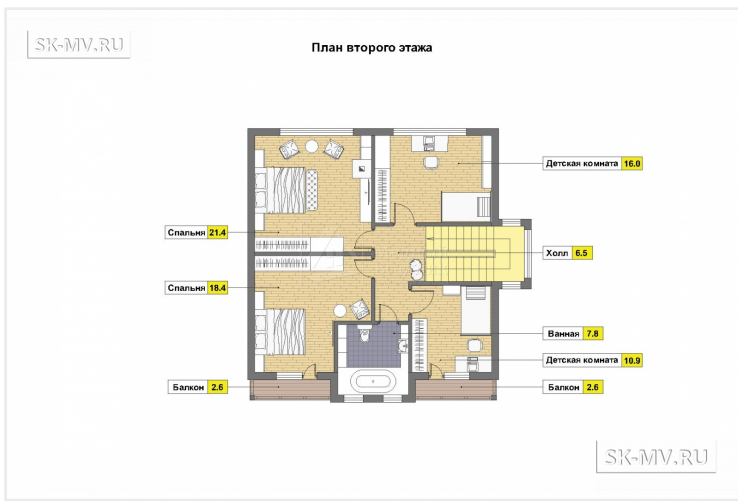 SK-MV.RU
План второго этажа
Детская комната 16.0
Спальня 21.4
Холл 6.5
Спальня 18.4
Ванная 7.8
Детская комната 10.9
Балкон 2.6
Балкон 2.6
SK-MV.RU